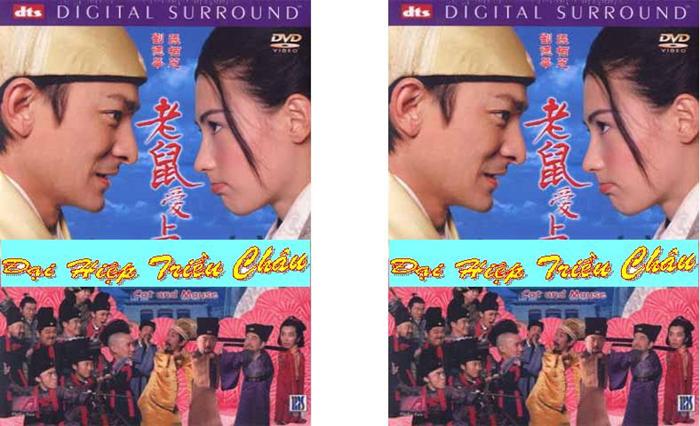 dts DIGITAL SURROUND
DVD
VIDEO
劉德華
張栢芝
老鼠愛上
Đại Hiệp Triều Châu
Cat and Mouse
dts DIGITAL SURROUND
DVD
VIDEO
劉德華
張栢芝
老鼠愛上
Đại Hiệp Triều Châu
Cat and Mouse